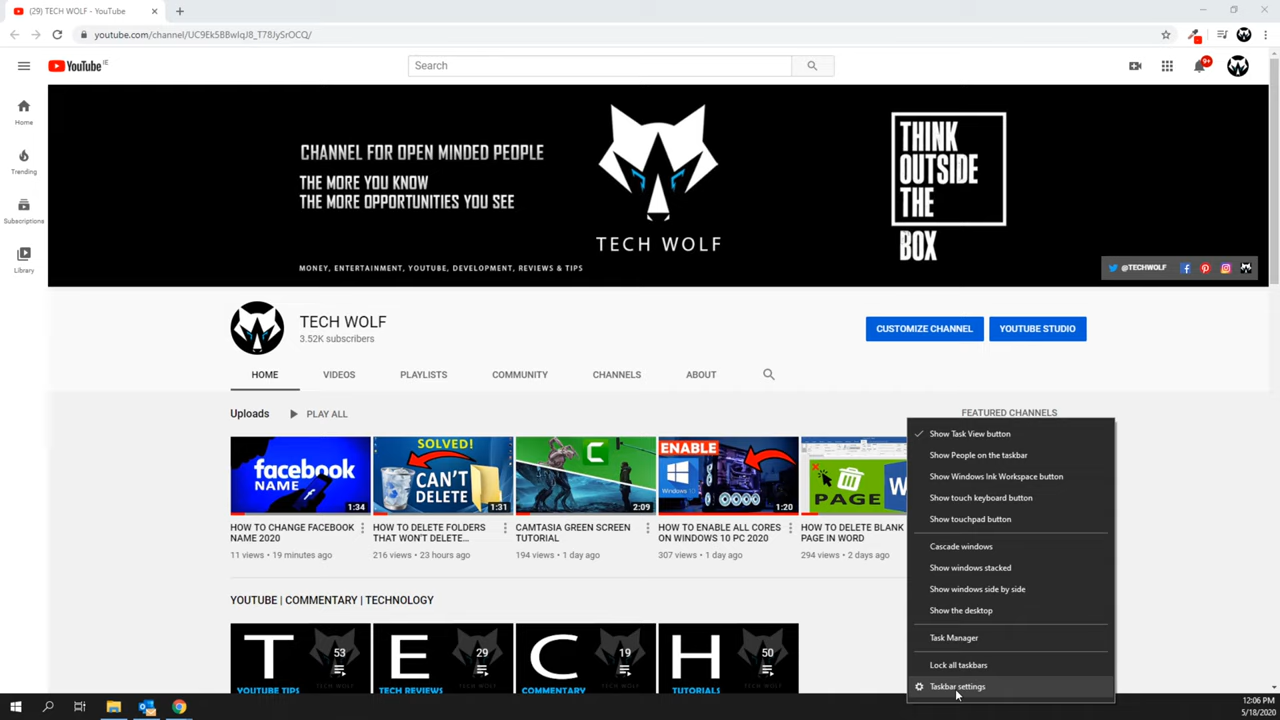 (29) TECH WOLF - YouTube
youtube.com/channel/UC9Ek5BBwIqJ8_T78JySrOCQ/
YouTube IE
Search
9+
Home
Trending
Subscriptions
Library
CHANNEL FOR OPEN MINDED PEOPLE
THE MORE YOU KNOW
THE MORE OPPORTUNITIES YOU SEE
TECH WOLF
THINK
OUTSIDE
THE
BOX
MONEY, ENTERTAINMENT, YOUTUBE, DEVELOPMENT, REVIEWS & TIPS
@TECHWOLF
TECH WOLF
3.52K subscribers
CUSTOMIZE CHANNEL
YOUTUBE STUDIO
HOME
VIDEOS
PLAYLISTS
COMMUNITY
CHANNELS
ABOUT
Uploads
PLAY ALL
FEATURED CHANNELS
facebook
NAME
1:34
SOLVED!
CAN'T
DELETE
1:31
C
2:09
ENABLE
Windows 10
1:20
PAGE
W
HOW TO CHANGE FACEBOOK
NAME 2020
11 views • 19 minutes ago
HOW TO DELETE FOLDERS
THAT WON'T DELETE...
216 views • 23 hours ago
CAMTASIA GREEN SCREEN
TUTORIAL
194 views • 1 day ago
HOW TO ENABLE ALL CORES
ON WINDOWS 10 PC 2020
307 views • 1 day ago
HOW TO DELETE BLANK
PAGE IN WORD
294 views • 2 days ago
YOUTUBE | COMMENTARY | TECHNOLOGY
T
53
YOUTUBE TIPS
E
29
TECH REVIEWS
C
19
COMMENTARY
H
50
TUTORIALS
Show Task View button
Show People on the taskbar
Show Windows Ink Workspace button
Show touch keyboard button
Show touchpad button
Cascade windows
Show windows stacked
Show windows side by side
Show the desktop
Task Manager
Lock all taskbars
Taskbar settings
12:06 PM
5/18/2020